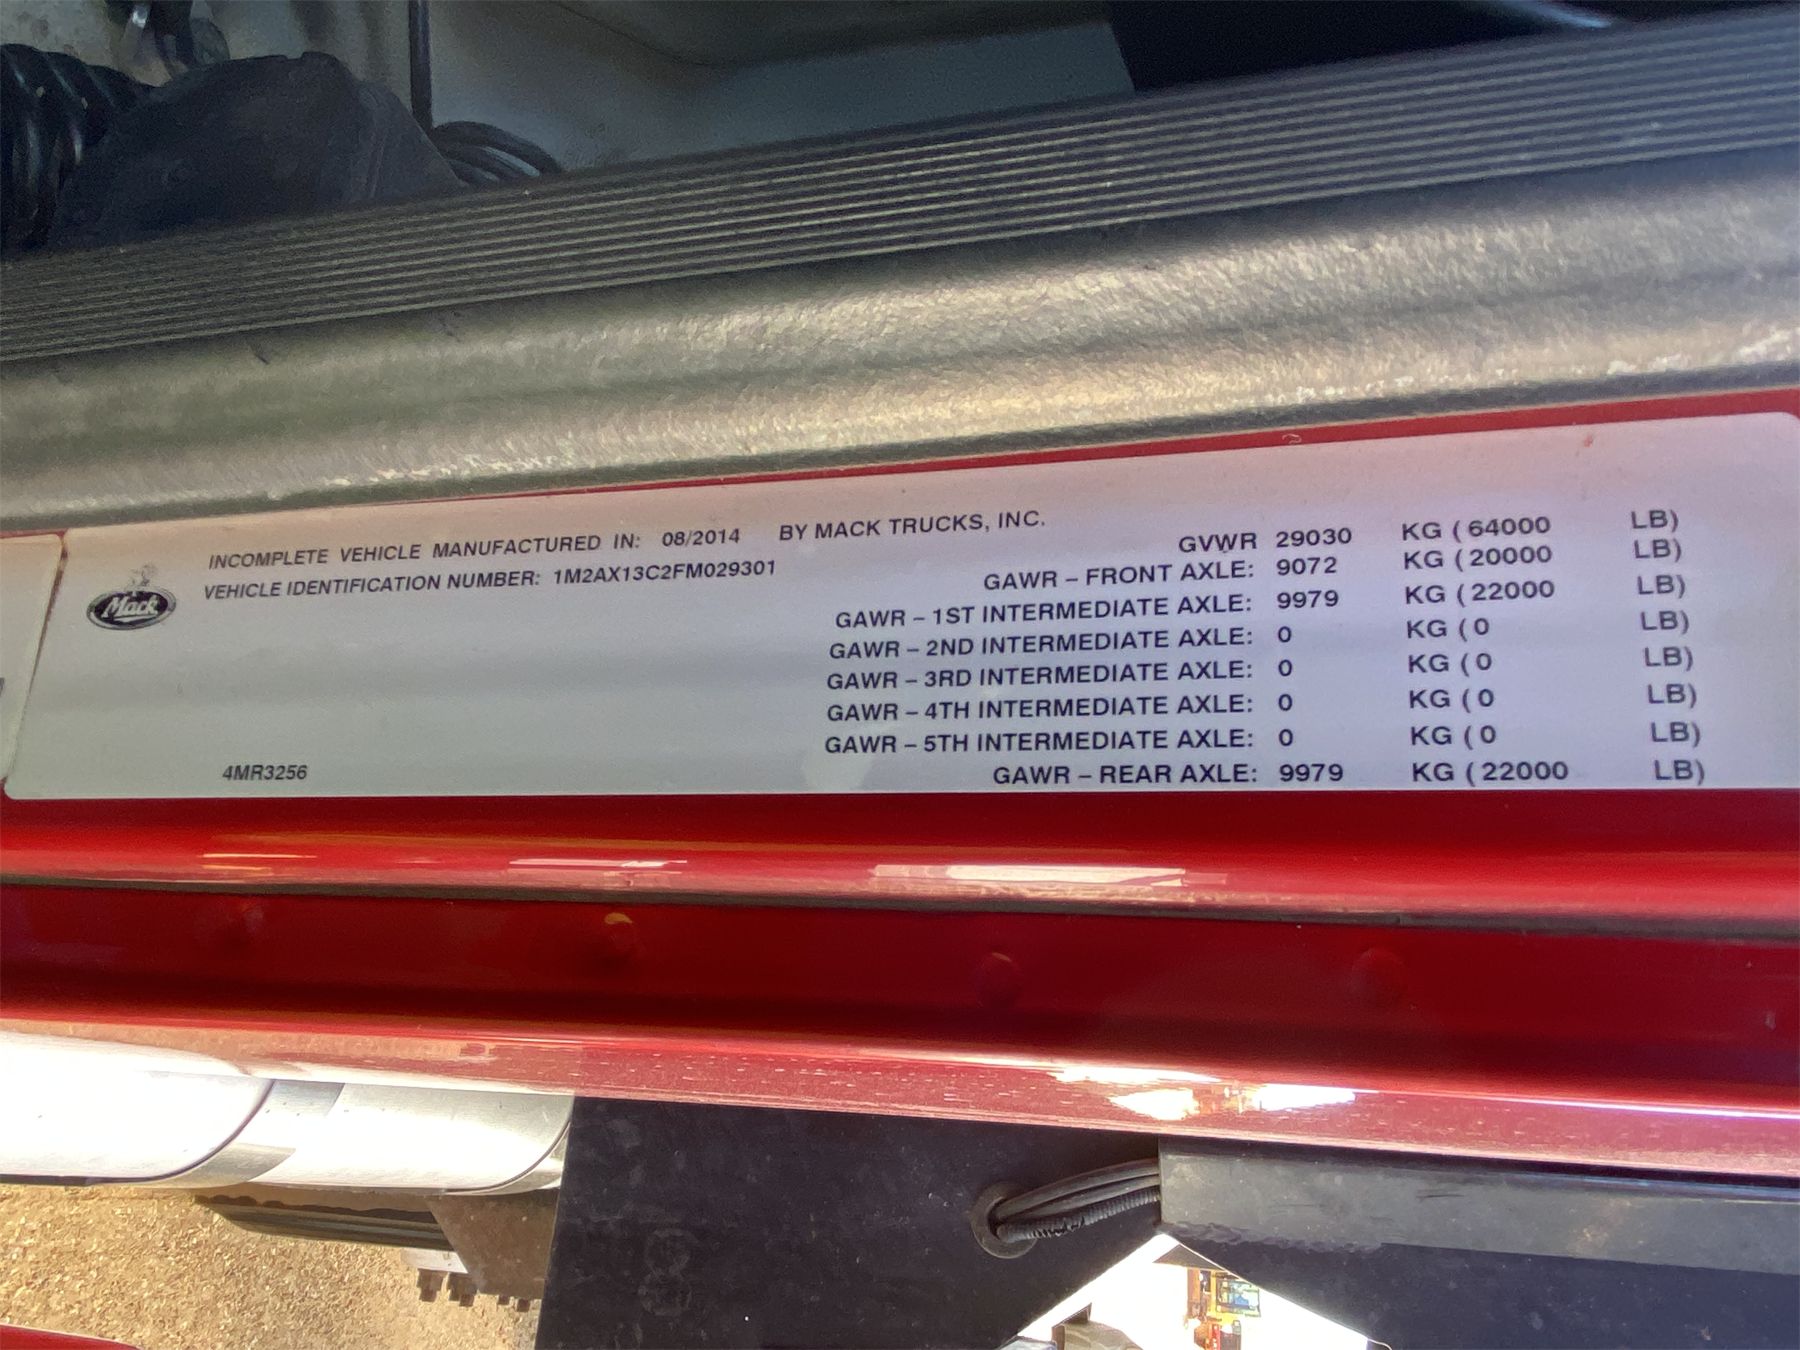 INCOMPLETE VEHICLE MANUFACTURED IN: 08/2014 BY MACK TRUCKS, INC.
VEHICLE IDENTIFICATION NUMBER: 1M2AX13C2FM029301
Mack
GVWR 29030 KG (64000 LB)
GAWR – FRONT AXLE: 9072 KG (20000 LB)
GAWR – 1ST INTERMEDIATE AXLE: 9979 KG (22000 LB)
GAWR – 2ND INTERMEDIATE AXLE: 0 KG (0 LB)
GAWR – 3RD INTERMEDIATE AXLE: 0 KG (0 LB)
GAWR – 4TH INTERMEDIATE AXLE: 0 KG (0 LB)
GAWR – 5TH INTERMEDIATE AXLE: 0 KG (0 LB)
GAWR – REAR AXLE: 9979 KG (22000 LB)
4MR3256